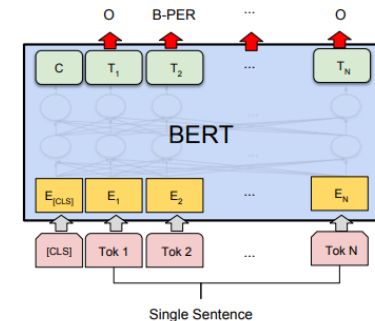 O B-PER ... O
C T1 T2 ... TN
...
BERT
...
E[CLS] E1 E2 ... EN
[CLS] Tok 1 Tok 2 ... Tok N
Single Sentence